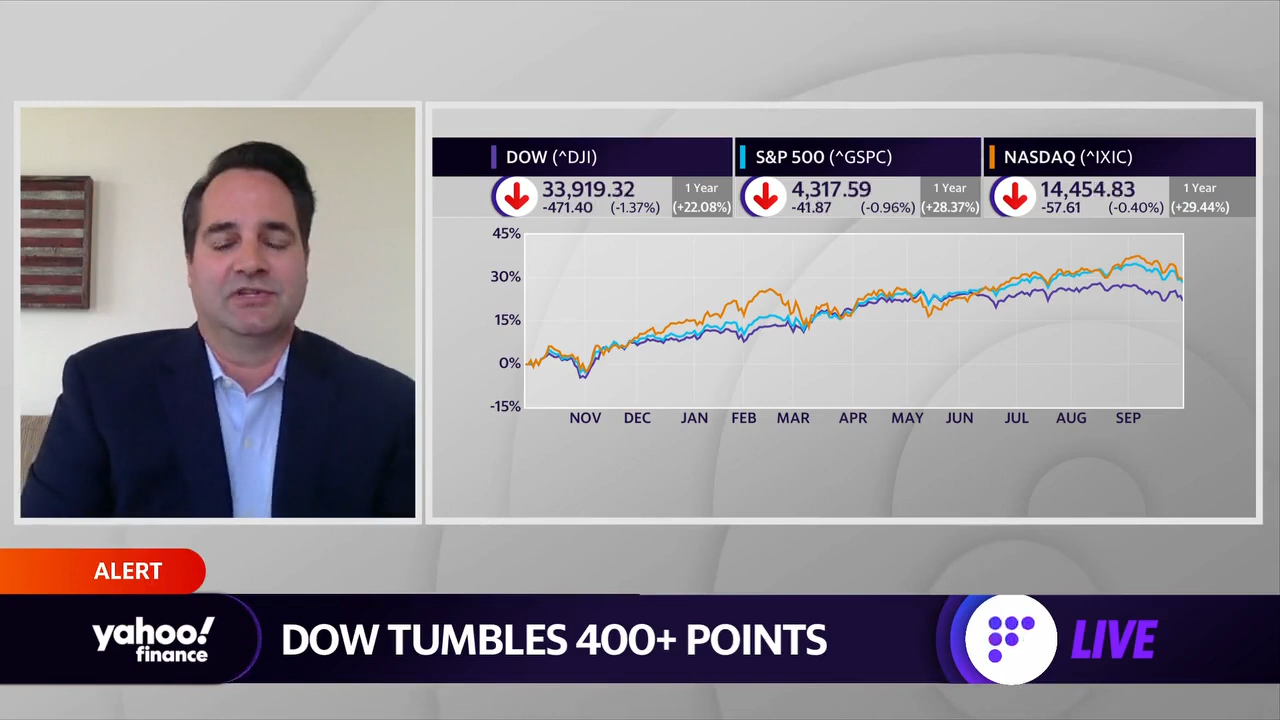 DOW (^DJI)
33,919.32
-471.40 (-1.37%)
1 Year
(+22.08%)
S&P 500 (^GSPC)
4,317.59
-41.87 (-0.96%)
1 Year
(+28.37%)
NASDAQ (^IXIC)
14,454.83
-57.61 (-0.40%)
1 Year
(+29.44%)
45%
30%
15%
0%
-15%
NOV DEC JAN FEB MAR APR MAY JUN JUL AUG SEP
ALERT
yahoo!
finance
DOW TUMBLES 400+ POINTS
LIVE